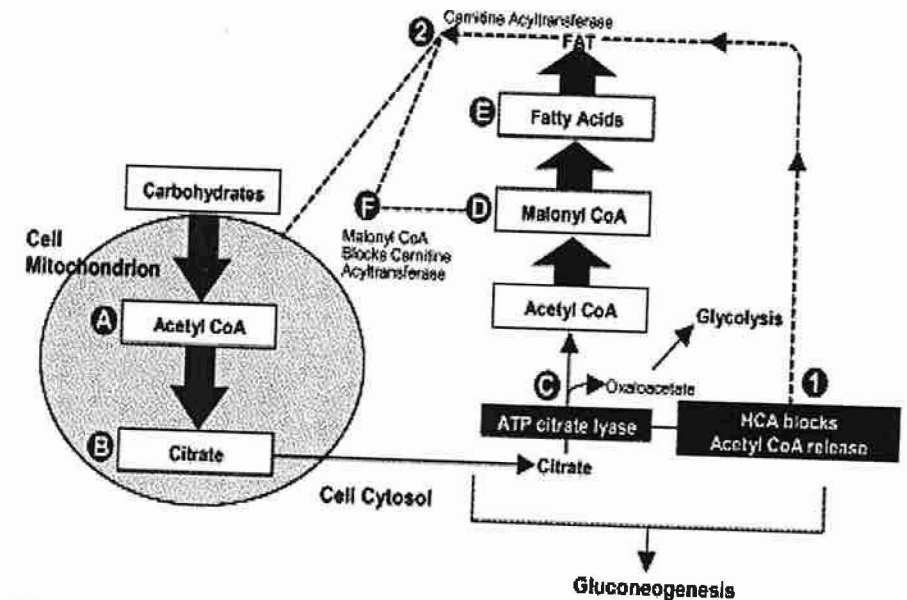 2
Carnitine Acyltransferase
FAT
E
Fatty Acids
Carbohydrates
F
D
Malonyl CoA
Cell
Mitochondrion
Malonyl CoA
Blocks Carnitine
Acyltransferase
A
Acetyl CoA
Acetyl CoA
Glycolysis
C
Oxaloacetate
1
ATP citrate lyase
HCA blocks
Acetyl CoA release
B
Citrate
Citrate
Cell Cytosol
Gluconeogenesis